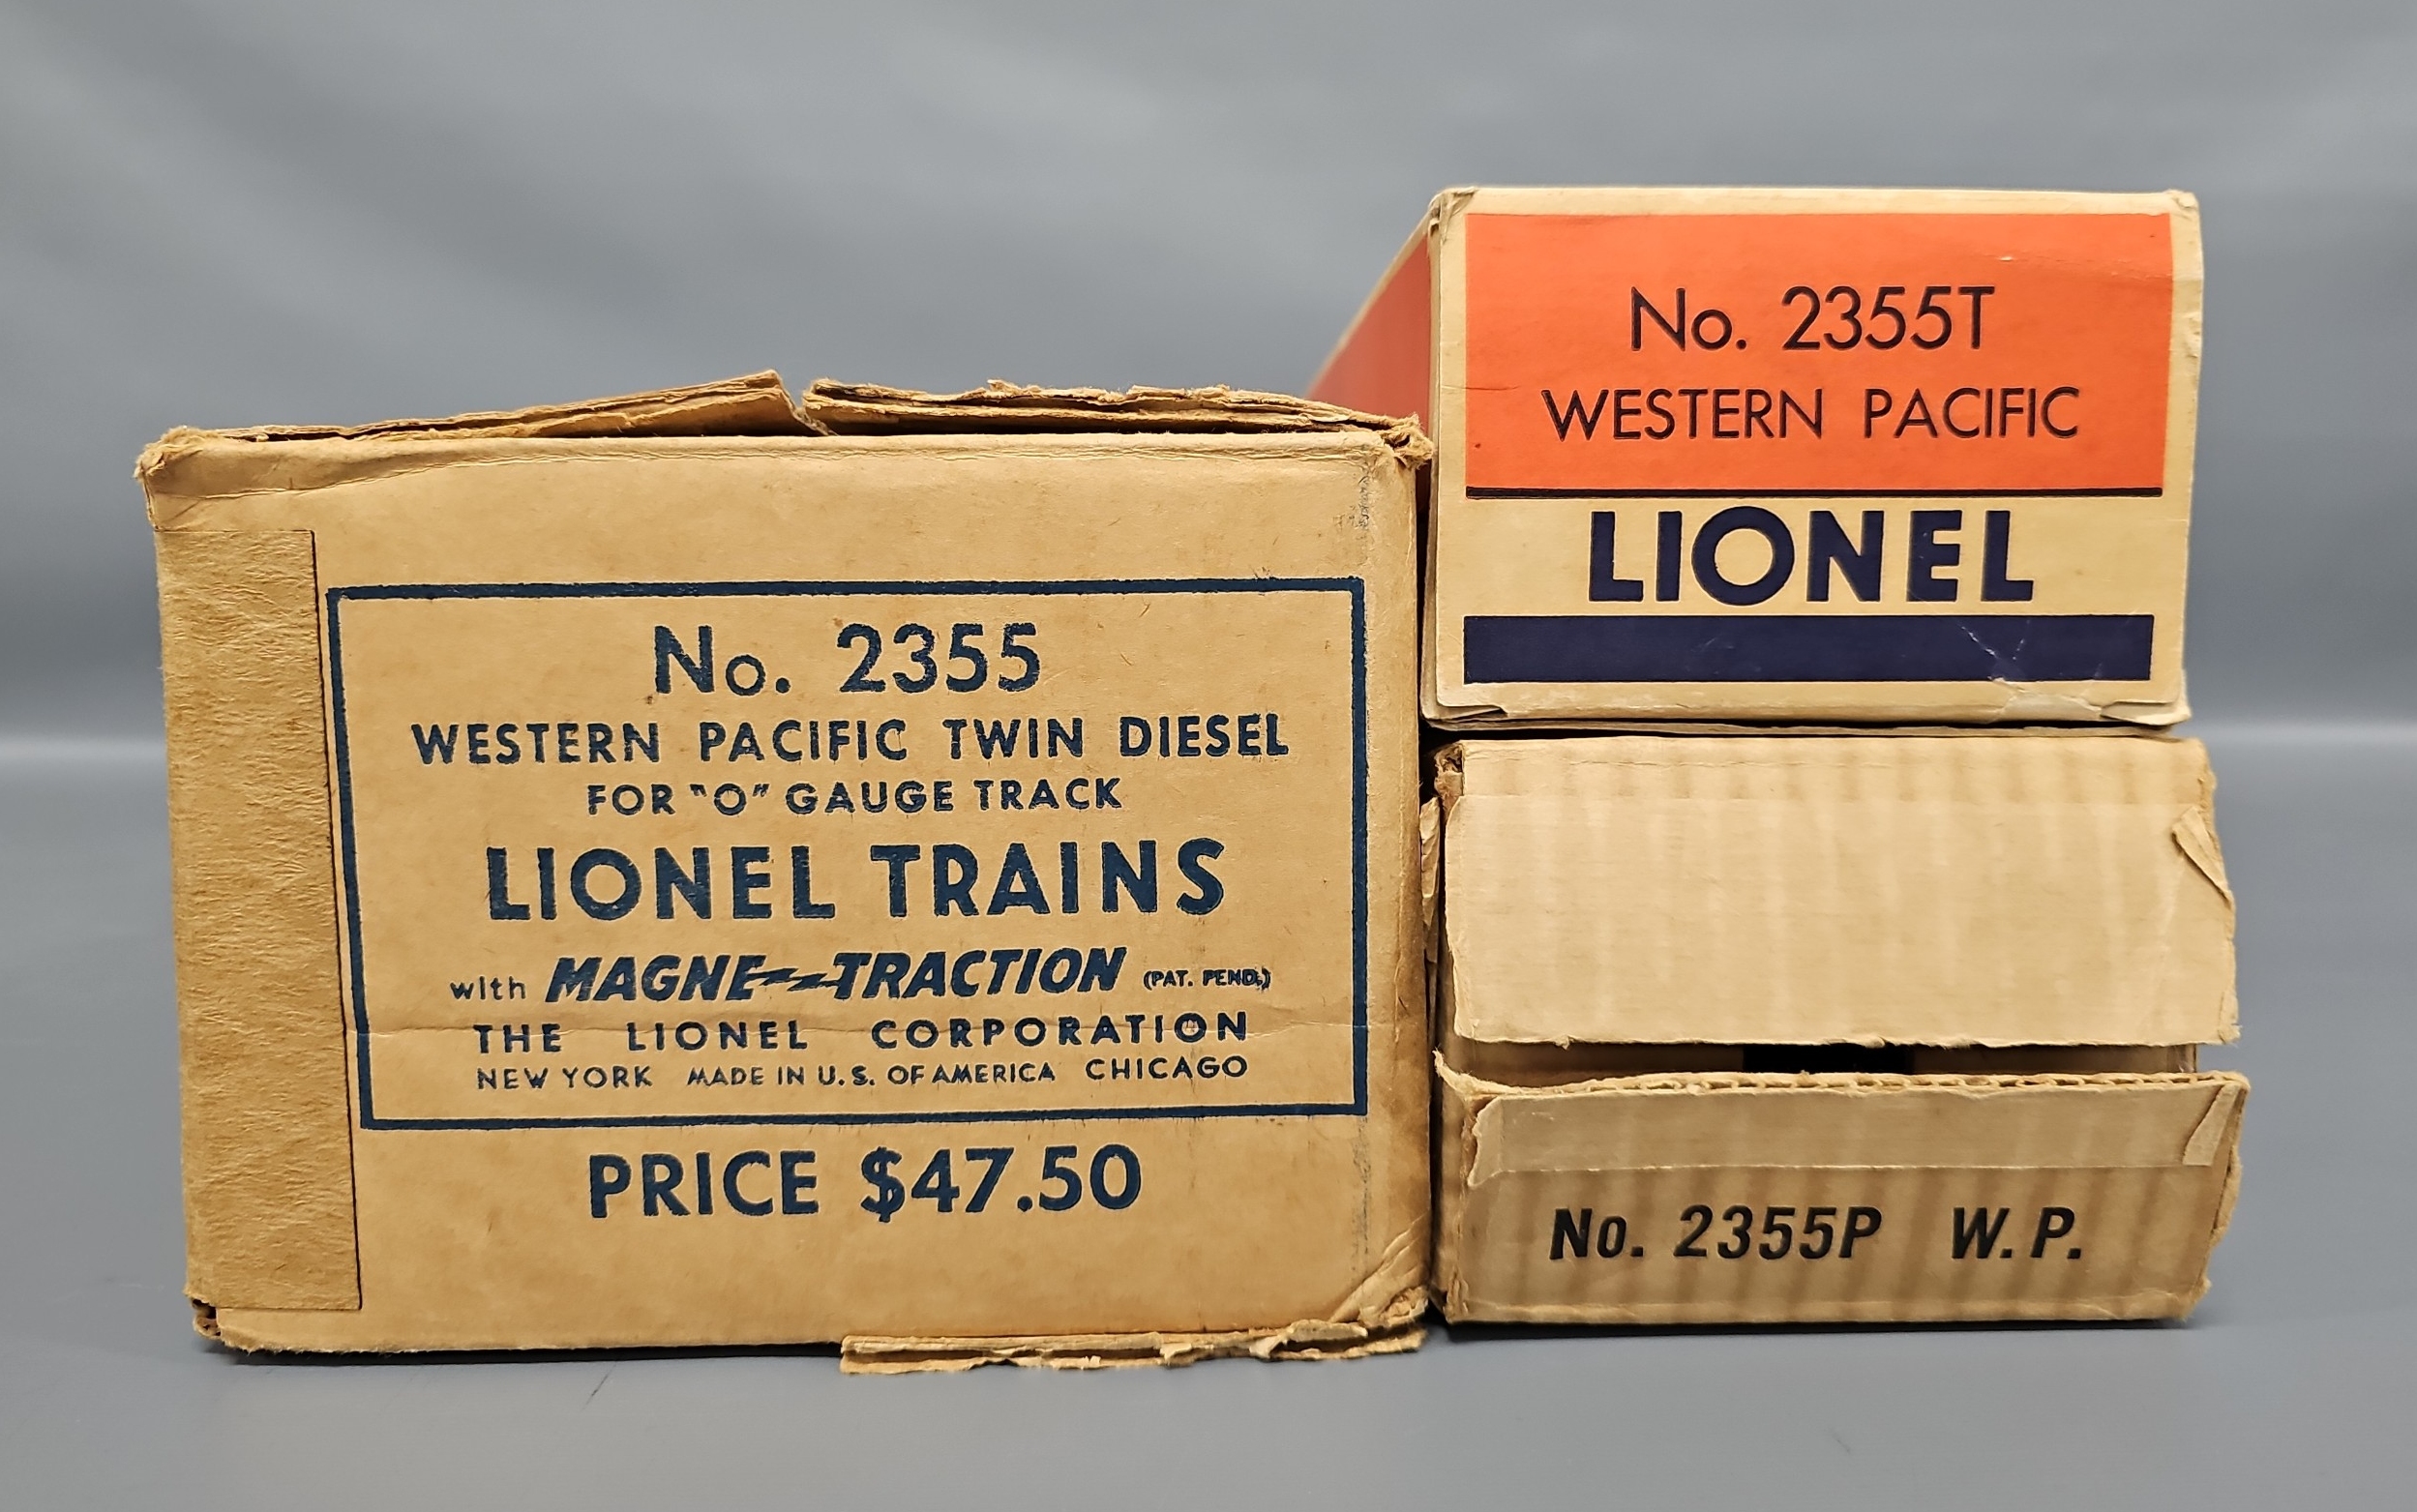 No. 2355
WESTERN PACIFIC TWIN DIESEL
FOR "O" GAUGE TRACK
LIONEL TRAINS
with MAGNE-TRACTION (PAT. PEND.)
THE LIONEL CORPORATION
NEW YORK MADE IN U.S. OF AMERICA CHICAGO
PRICE $47.50
No. 2355T
WESTERN PACIFIC
LIONEL
No. 2355P W.P.